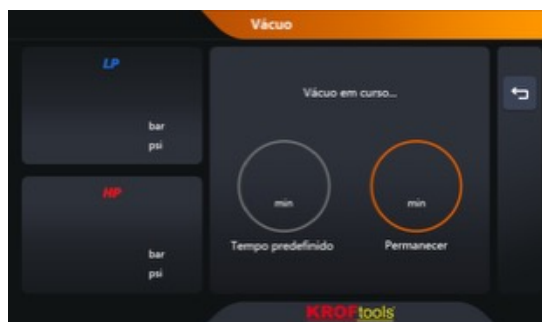 Vácuo
LP
bar
psi
HP
bar
psi
Vácuo em curso...
min
min
Tempo predefinido
Permanecer
KROFtools